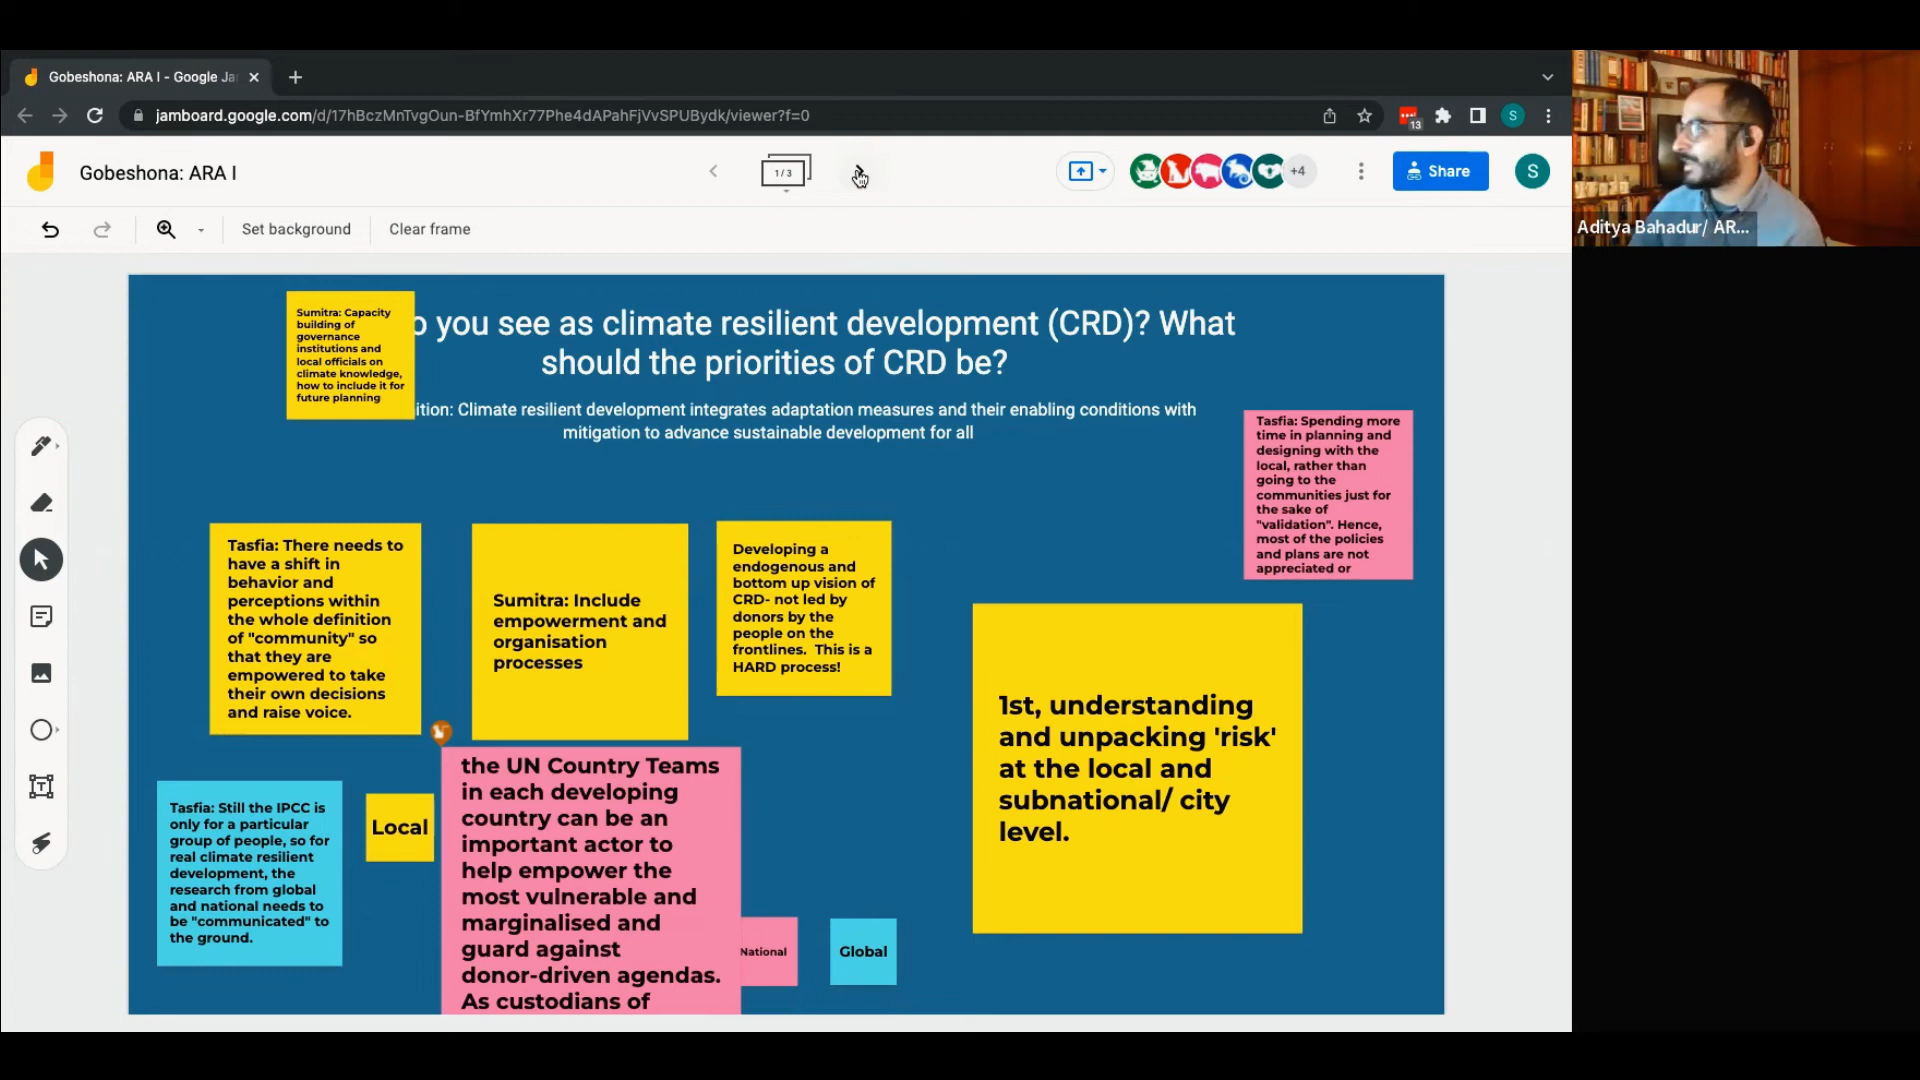 Gobeshona: ARA I - Google Ja
jamboard.google.com/d/17hBczMnTvgOun-BfYmhXr77Phe4dAPahFjVvSPUBydk/viewer?f=0
13
S
Gobeshona: ARA I
1/3
+4
Share
S
Set background
Clear frame
Aditya Bahadur/ AR...
Sumitra: Capacity
building of
governance
institutions and
local officials on
climate knowledge,
how to include it for
future planning
o you see as climate resilient development (CRD)? What
should the priorities of CRD be?
ition: Climate resilient development integrates adaptation measures and their enabling conditions with
mitigation to advance sustainable development for all
Tasfia: Spending more
time in planning and
designing with the
local, rather than
going to the
communities just for
the sake of
"validation". Hence,
most of the policies
and plans are not
appreciated or
Tasfia: There needs to
have a shift in
behavior and
perceptions within
the whole definition
of "community" so
that they are
empowered to take
their own decisions
and raise voice.
Sumitra: Include
empowerment and
organisation
processes
Developing a
endogenous and
bottom up vision of
CRD- not led by
donors by the
people on the
frontlines. This is a
HARD process!
1st, understanding
and unpacking 'risk'
at the local and
subnational/ city
level.
Tasfia: Still the IPCC is
only for a particular
group of people, so for
real climate resilient
development, the
research from global
and national needs to
be "communicated" to
the ground.
Local
the UN Country Teams
in each developing
country can be an
important actor to
help empower the
most vulnerable and
marginalised and
guard against
donor-driven agendas.
As custodians of
National
Global